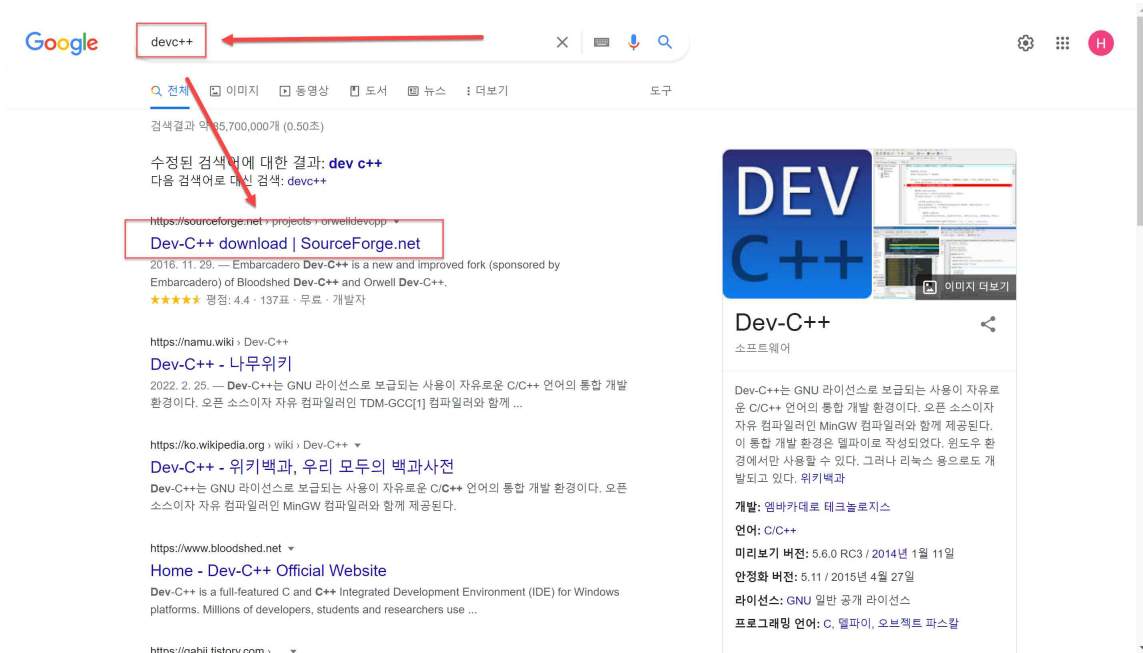 Google
devc++
H
전체
이미지
동영상
도서
뉴스
더보기
도구
검색결과 약 35,700,000개 (0.50초)
수정된 검색어에 대한 결과: dev c++
다음 검색어로 대신 검색: devc++
https://sourceforge.net › projects › orwelldevcpp
Dev-C++ download | SourceForge.net
2016. 11. 29. — Embarcadero Dev-C++ is a new and improved fork (sponsored by
Embarcadero) of Bloodshed Dev-C++ and Orwell Dev-C++.
평점: 4.4 · 137표 · 무료 · 개발자
https://namu.wiki › Dev-C++
Dev-C++ - 나무위키
2022. 2. 25. — Dev-C++는 GNU 라이선스로 보급되는 사용이 자유로운 C/C++ 언어의 통합 개발
환경이다. 오픈 소스이자 자유 컴파일러인 TDM-GCC[1] 컴파일러와 함께 ...
https://ko.wikipedia.org › wiki › Dev-C++
Dev-C++ - 위키백과, 우리 모두의 백과사전
Dev-C++는 GNU 라이선스로 보급되는 사용이 자유로운 C/C++ 언어의 통합 개발 환경이다. 오픈
소스이자 자유 컴파일러인 MinGW 컴파일러와 함께 제공된다.
https://www.bloodshed.net
Home - Dev-C++ Official Website
Dev-C++ is a full-featured C and C++ Integrated Development Environment (IDE) for Windows
platforms. Millions of developers, students and researchers use ...
DEV
C++
이미지 더보기
Dev-C++
소프트웨어
Dev-C++는 GNU 라이선스로 보급되는 사용이 자유로
운 C/C++ 언어의 통합 개발 환경이다. 오픈 소스이자
자유 컴파일러인 MinGW 컴파일러와 함께 제공된다.
이 통합 개발 환경은 델파이로 작성되었다. 윈도우 환
경에서만 사용할 수 있다. 그러나 리눅스 용으로도 개
발되고 있다. 위키백과
개발: 엠바카데로 테크놀로지스
언어: C/C++
미리보기 버전: 5.6.0 RC3 / 2014년 1월 11일
안정화 버전: 5.11 / 2015년 4월 27일
라이선스: GNU 일반 공개 라이선스
프로그래밍 언어: C, 델파이, 오브젝트 파스칼